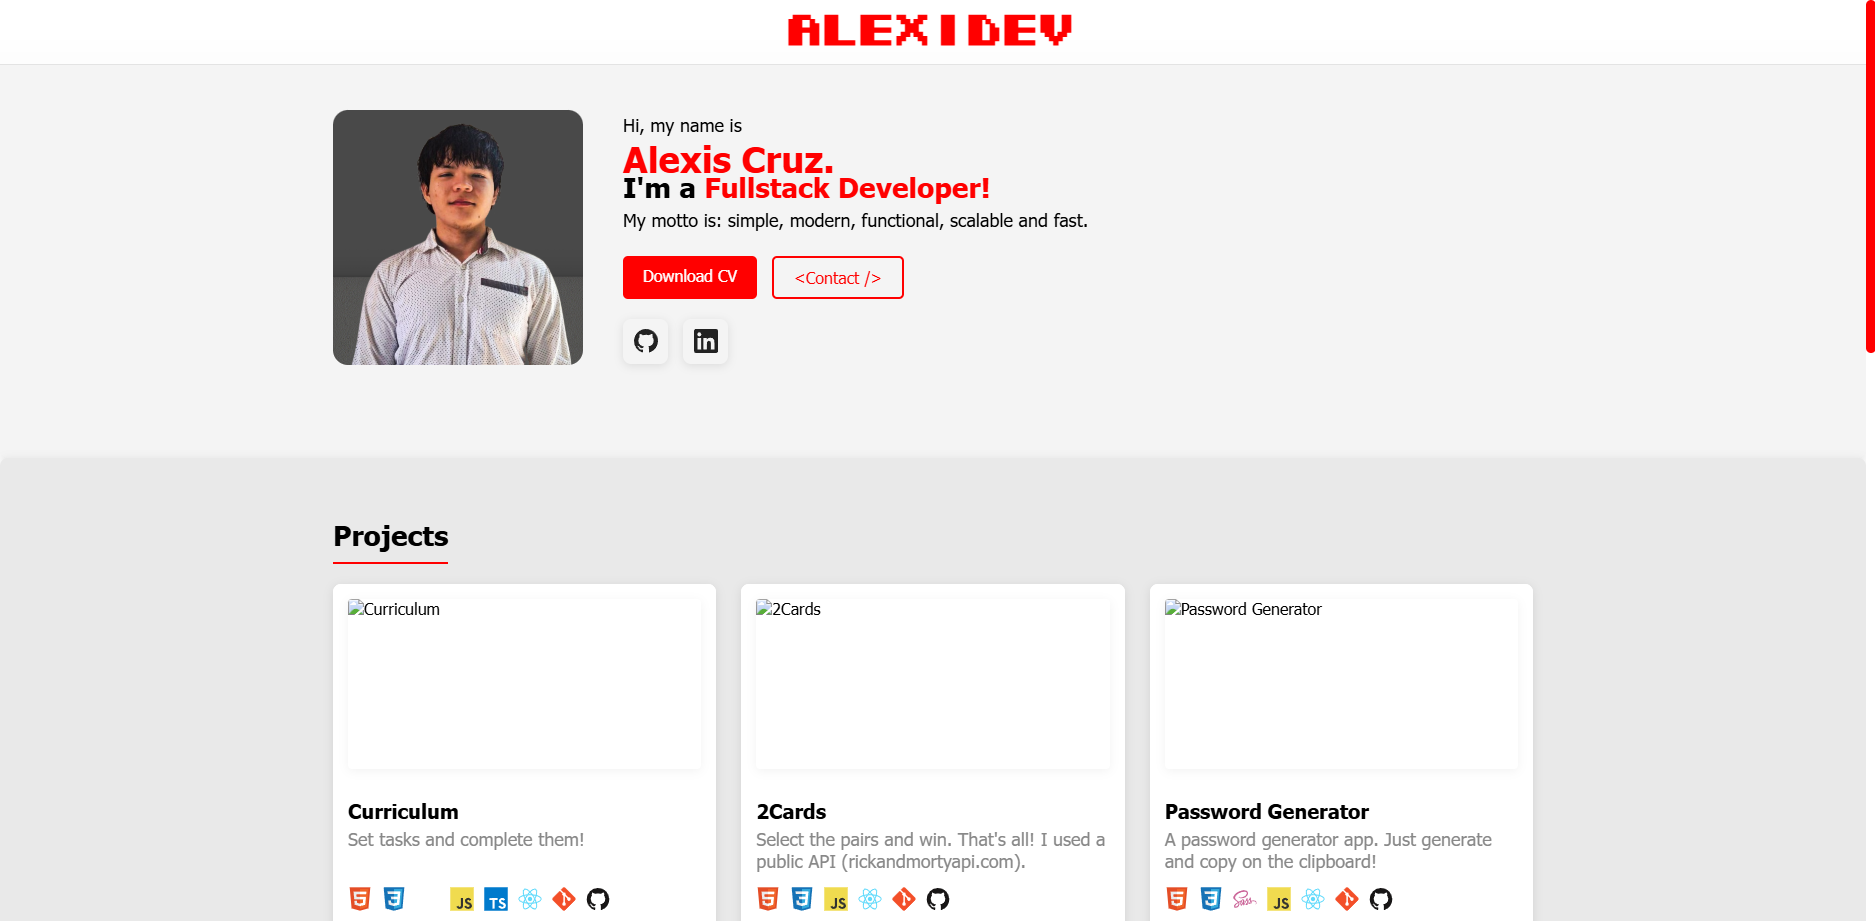 ALEXIDEV
Hi, my name is
Alexis Cruz.
I'm a Fullstack Developer!
My motto is: simple, modern, functional, scalable and fast.
Download CV
<Contact />
in
Projects
Curriculum
2Cards
Password Generator
Curriculum
Set tasks and complete them!
JS
TS
2Cards
Select the pairs and win. That's all! I used a
public API (rickandmortyapi.com).
JS
Password Generator
A password generator app. Just generate
and copy on the clipboard!
Sass
JS